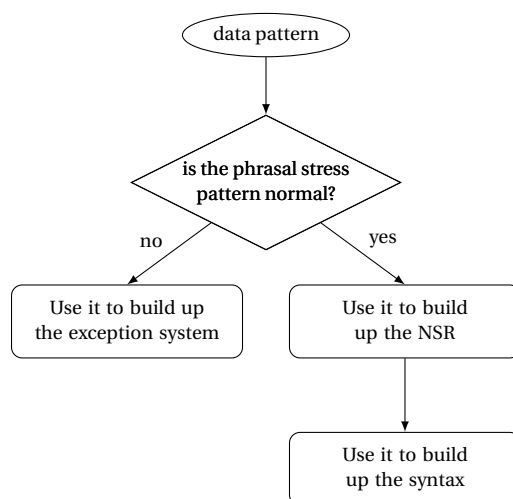 data pattern
is the phrasal stress
pattern normal?
no
yes
Use it to build up
the exception system
Use it to build
up the NSR
Use it to build
up the syntax